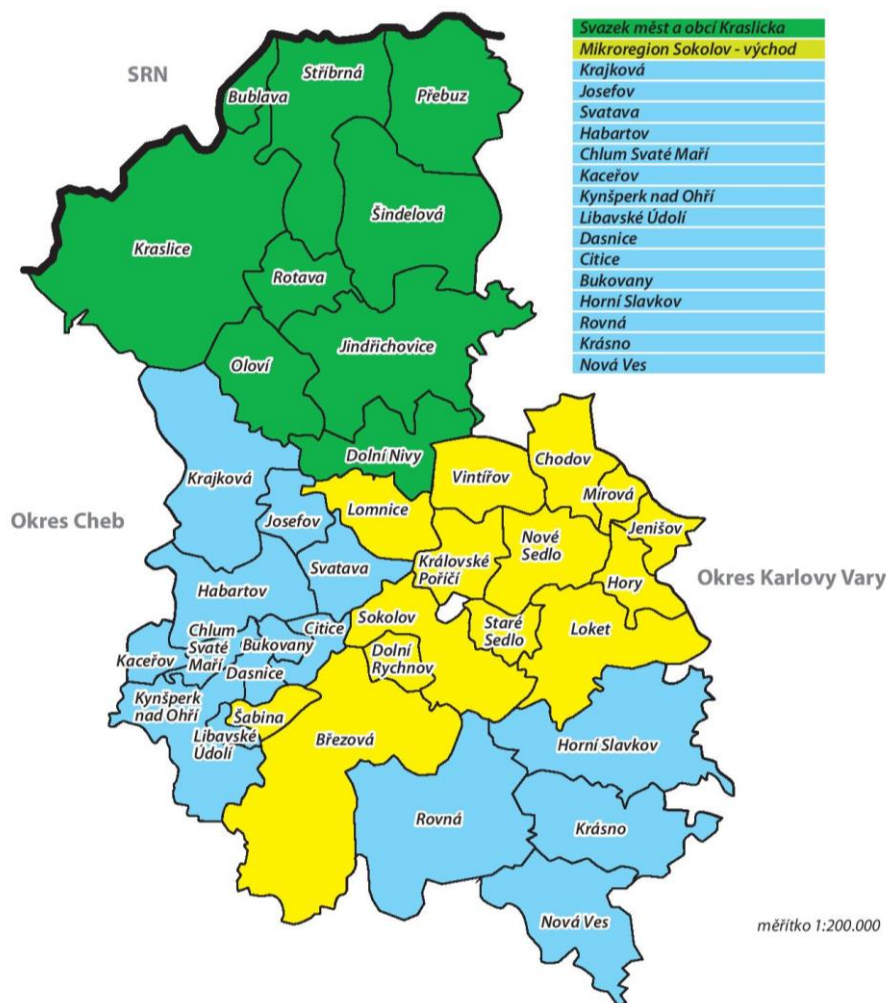 Svazek měst a obcí Kraslicka
Mikroregion Sokolov - východ
Krajková
Josefov
Svatava
Habartov
Chlum Svaté Maří
Kaceřov
Kynšperk nad Ohří
Libavské Údolí
Dasnice
Citice
Bukovany
Horní Slavkov
Rovná
Krásno
Nová Ves
SRN
Stříbrná
Bublava
Přebuz
Šindelová
Kraslice
Rotava
Jindřichovice
Oloví
Dolní Nivy
Krajková
Vintířov
Chodov
Mírová
Lomnice
Josefov
Okres Cheb
Jenišov
Nové
Sedlo
Královské
Poříčí
Svatava
Okres Karlovy Vary
Habartov
Hory
Sokolov
Staré
Sedlo
Loket
Citice
Chlum
Svaté
Maří
Bukovany
Kaceřov
Dolní
Rychnov
Dasnice
Kynšperk
nad Ohří
Šabina
Libavské
Údolí
Březová
Horní Slavkov
Rovná
Krásno
Nová Ves
měřítko 1:200.000